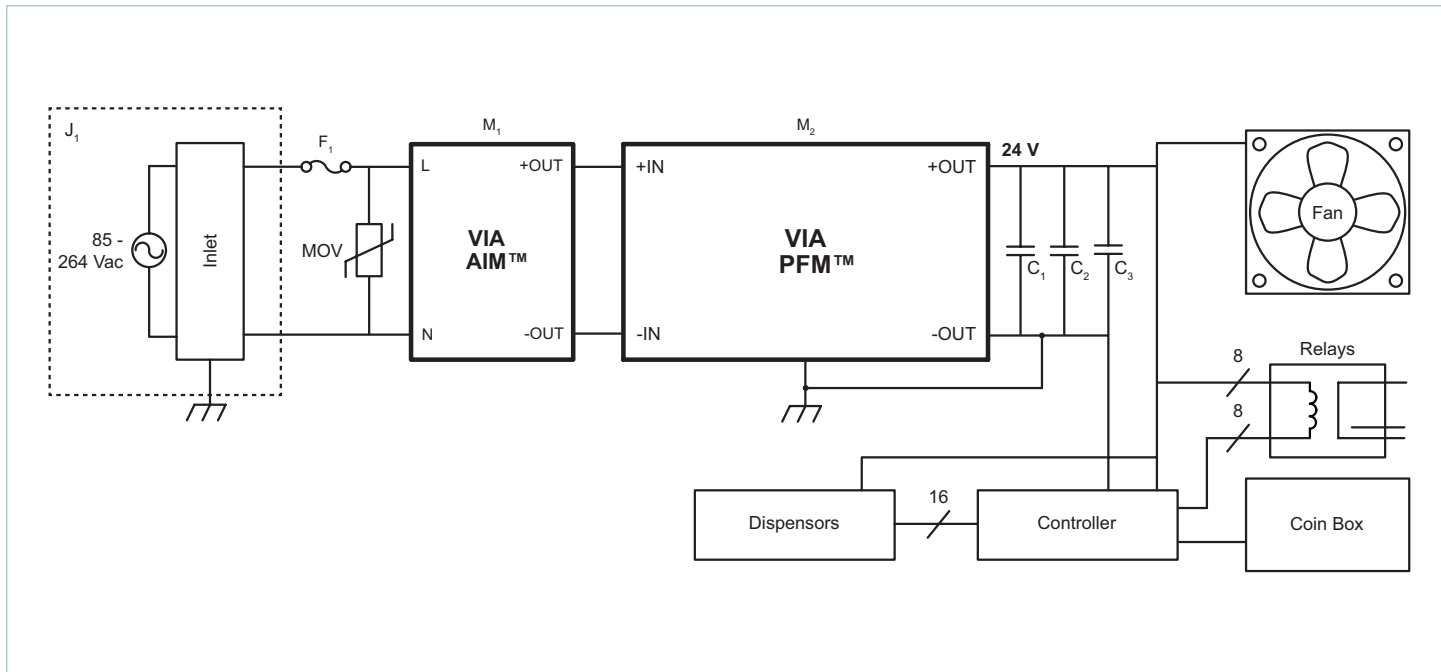 J1
F1
M1
M2
85 -
264 Vac
Inlet
MOV
L
N
+OUT
-OUT
VIA
AIM™
+IN
-IN
VIA
PFM™
+OUT
-OUT
24 V
C1
C2
C3
Fan
Relays
8
8
Dispensors
16
Controller
Coin Box